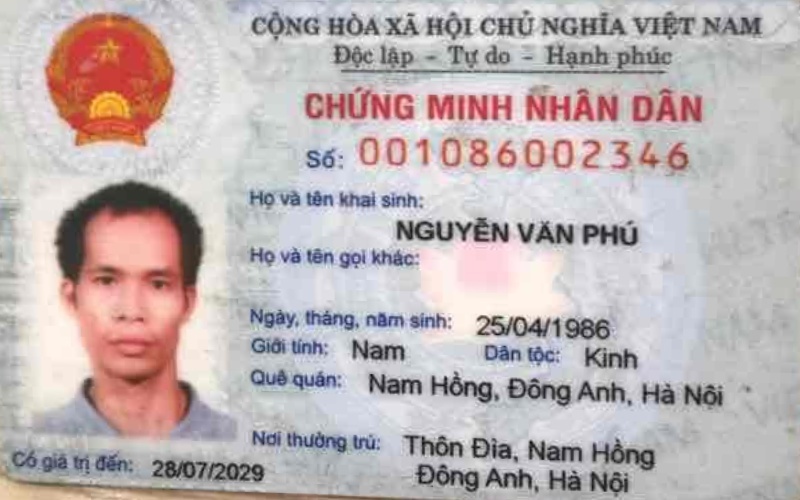 CỘNG HÒA XÃ HỘI CHỦ NGHĨA VIỆT NAM
Độc lập - Tự do - Hạnh phúc
CHỨNG MINH NHÂN DÂN
Số: 001086002346
Họ và tên khai sinh:
NGUYỄN VĂN PHÚ
Họ và tên gọi khác:
Ngày, tháng, năm sinh: 25/04/1986
Giới tính: Nam Dân tộc: Kinh
Quê quán: Nam Hồng, Đông Anh, Hà Nội
Nơi thường trú: Thôn Đìa, Nam Hồng
Đông Anh, Hà Nội
Có giá trị đến: 28/07/2029